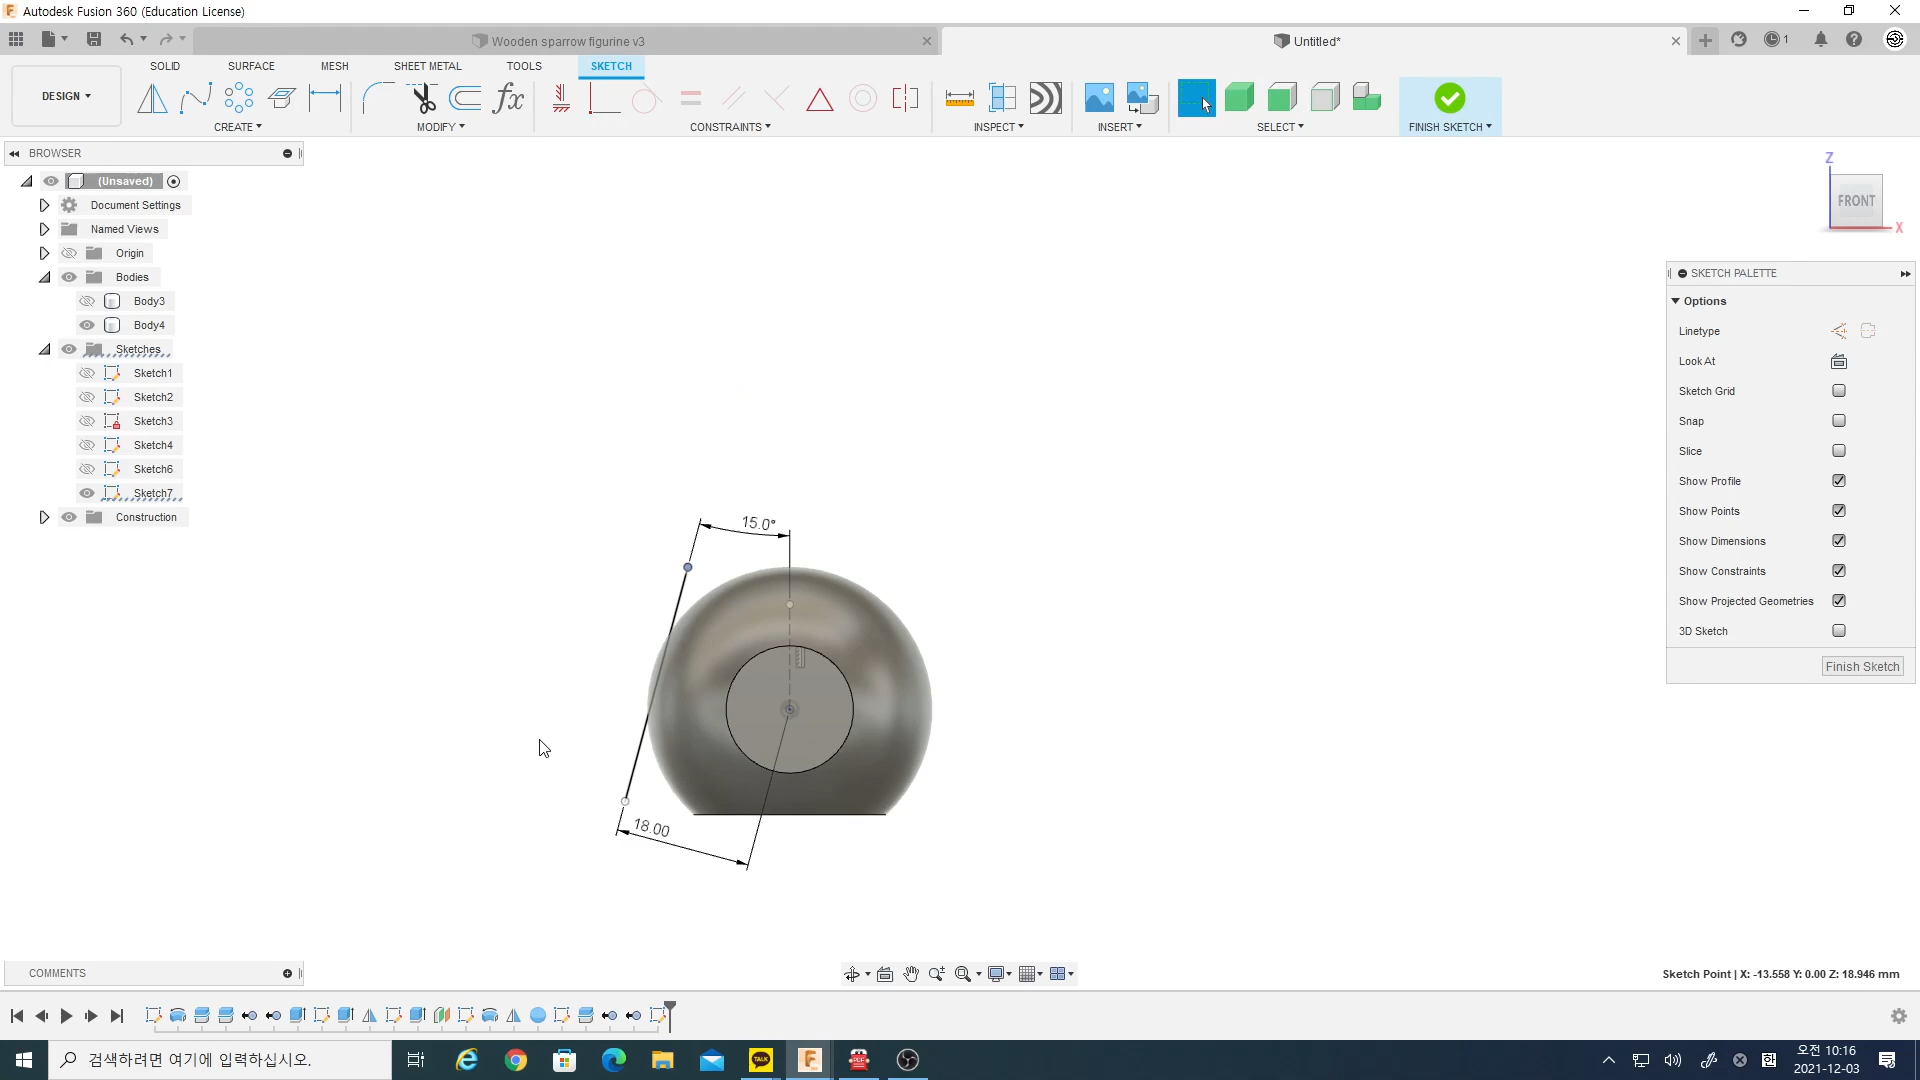 Autodesk Fusion 360 (Education License)
Wooden sparrow figurine v3
Untitled*
1
DESIGN
SOLID SURFACE MESH SHEET METAL TOOLS SKETCH
CREATE MODIFY CONSTRAINTS INSPECT INSERT SELECT FINISH SKETCH
fx
BROWSER
(Unsaved)
Document Settings
Named Views
Origin
Bodies
Body3
Body4
Sketches
Sketch1
Sketch2
Sketch3
Sketch4
Sketch6
Sketch7
Construction
Z
FRONT
X
SKETCH PALETTE
Options
Linetype
Look At
Sketch Grid
Snap
Slice
Show Profile
Show Points
Show Dimensions
Show Constraints
Show Projected Geometries
3D Sketch
Finish Sketch
15.0°
18.00
COMMENTS
Sketch Point | X: -13.558 Y: 0.00 Z: 18.946 mm
검색하려면 여기에 입력하십시오.
TALK
PDF
한
오전 10:16
2021-12-03